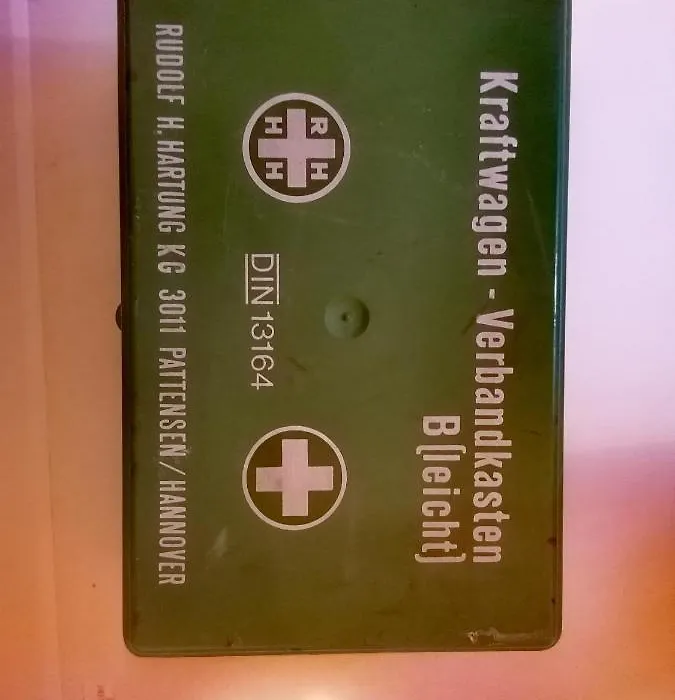 Kraftwagen - Verbandkasten
B (leicht)
R H
H H
DIN 13164
RUDOLF H. HARTUNG KG 3011 PATTENSEN/HANNOVER